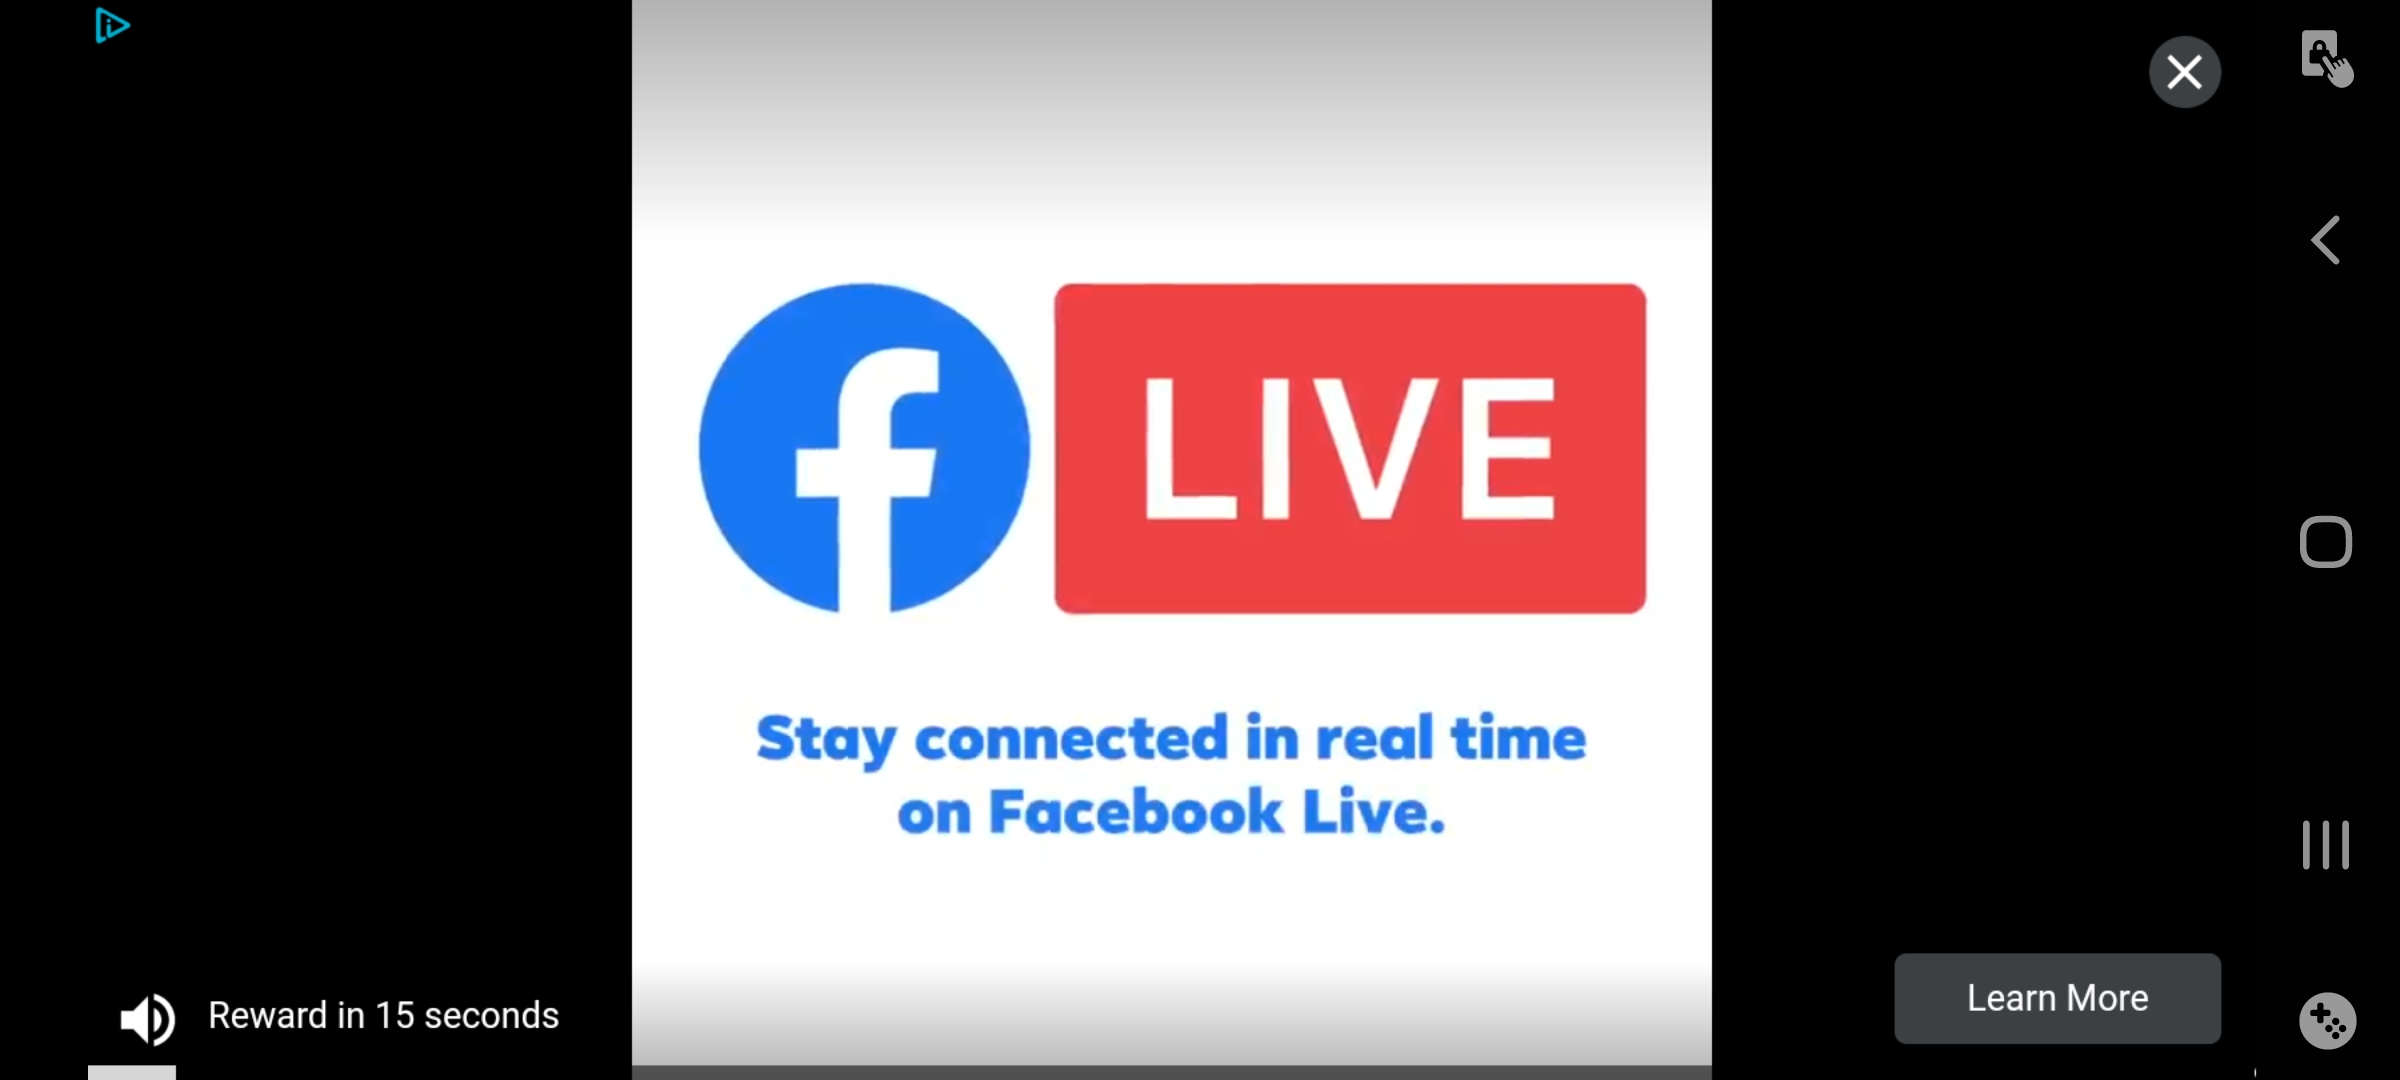 LIVE
Stay connected in real time
on Facebook Live.
Reward in 15 seconds
Learn More